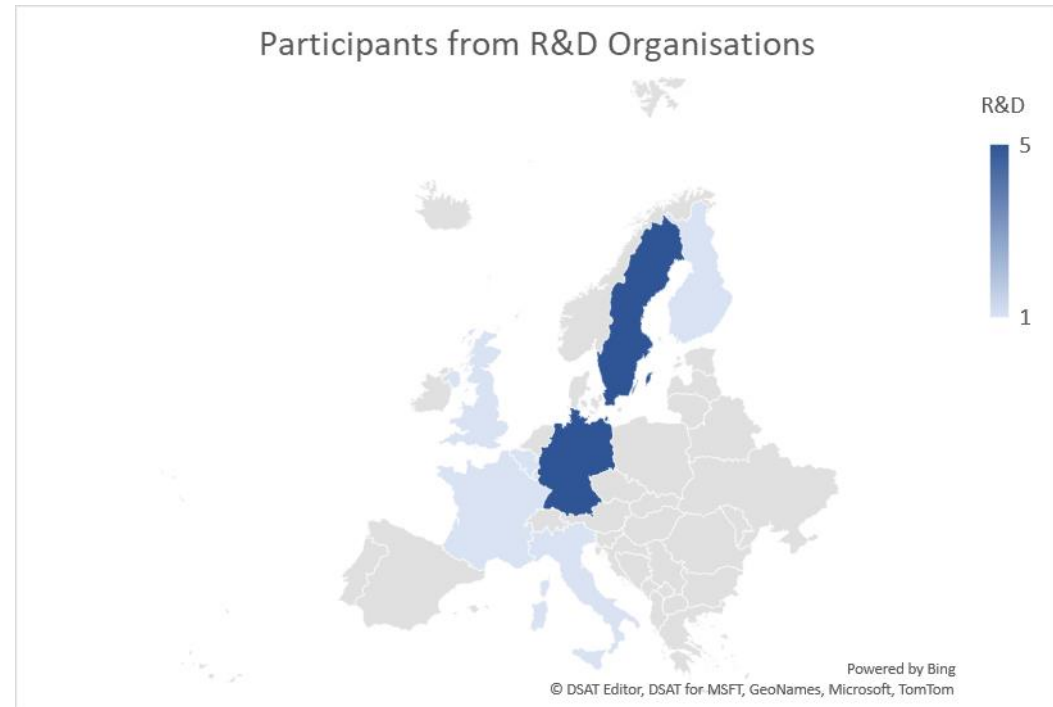 Participants from R&D Organisations
R&D
5
1
Powered by Bing
© DSAT Editor, DSAT for MSFT, GeoNames, Microsoft, TomTom